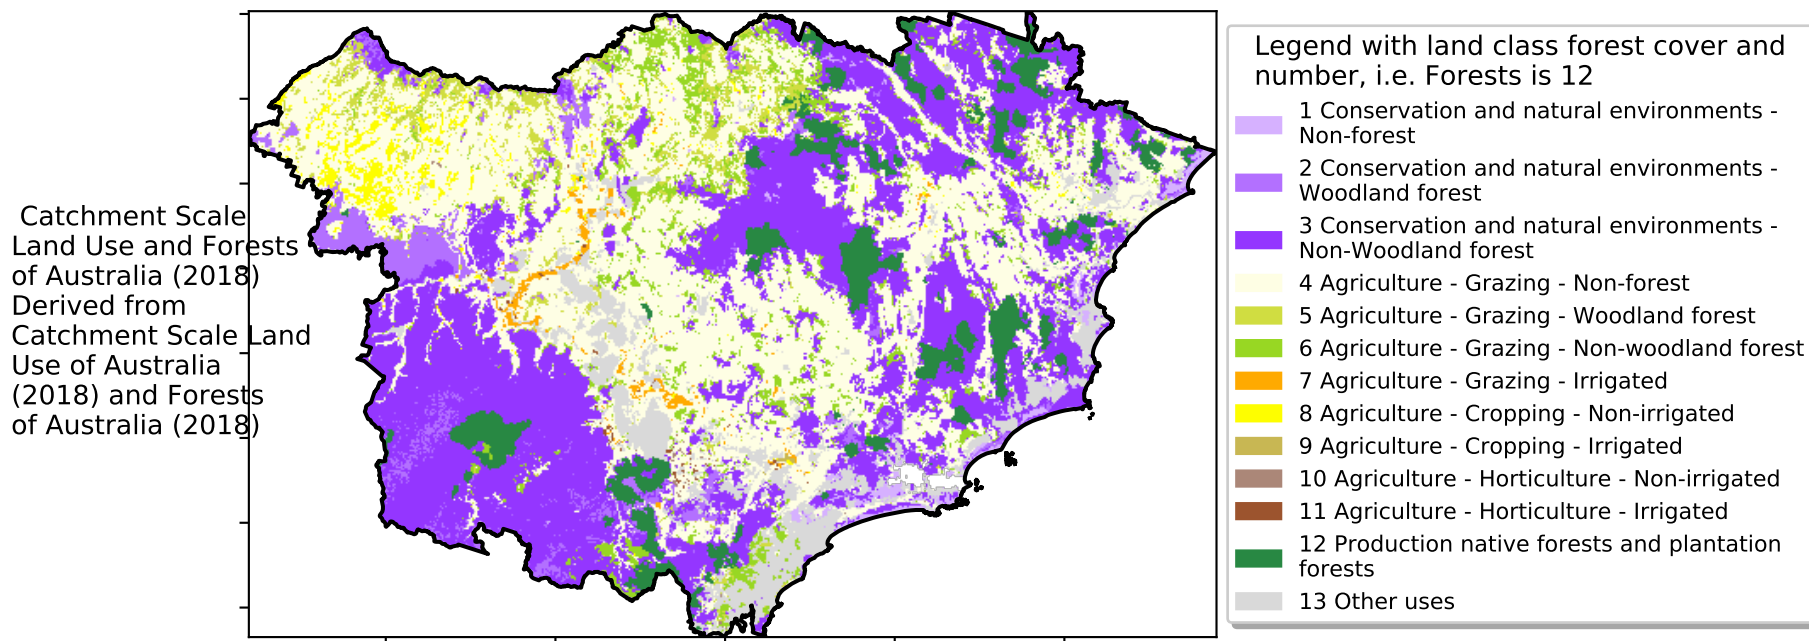 Catchment Scale
Land Use and Forests
of Australia (2018)
Derived from
Catchment Scale Land
Use of Australia
(2018) and Forests
of Australia (2018)
Legend with land class forest cover and
number, i.e. Forests is 12
1 Conservation and natural environments -
Non-forest
2 Conservation and natural environments -
Woodland forest
3 Conservation and natural environments -
Non-Woodland forest
4 Agriculture - Grazing - Non-forest
5 Agriculture - Grazing - Woodland forest
6 Agriculture - Grazing - Non-woodland forest
7 Agriculture - Grazing - Irrigated
8 Agriculture - Cropping - Non-irrigated
9 Agriculture - Cropping - Irrigated
10 Agriculture - Horticulture - Non-irrigated
11 Agriculture - Horticulture - Irrigated
12 Production native forests and plantation
forests
13 Other uses